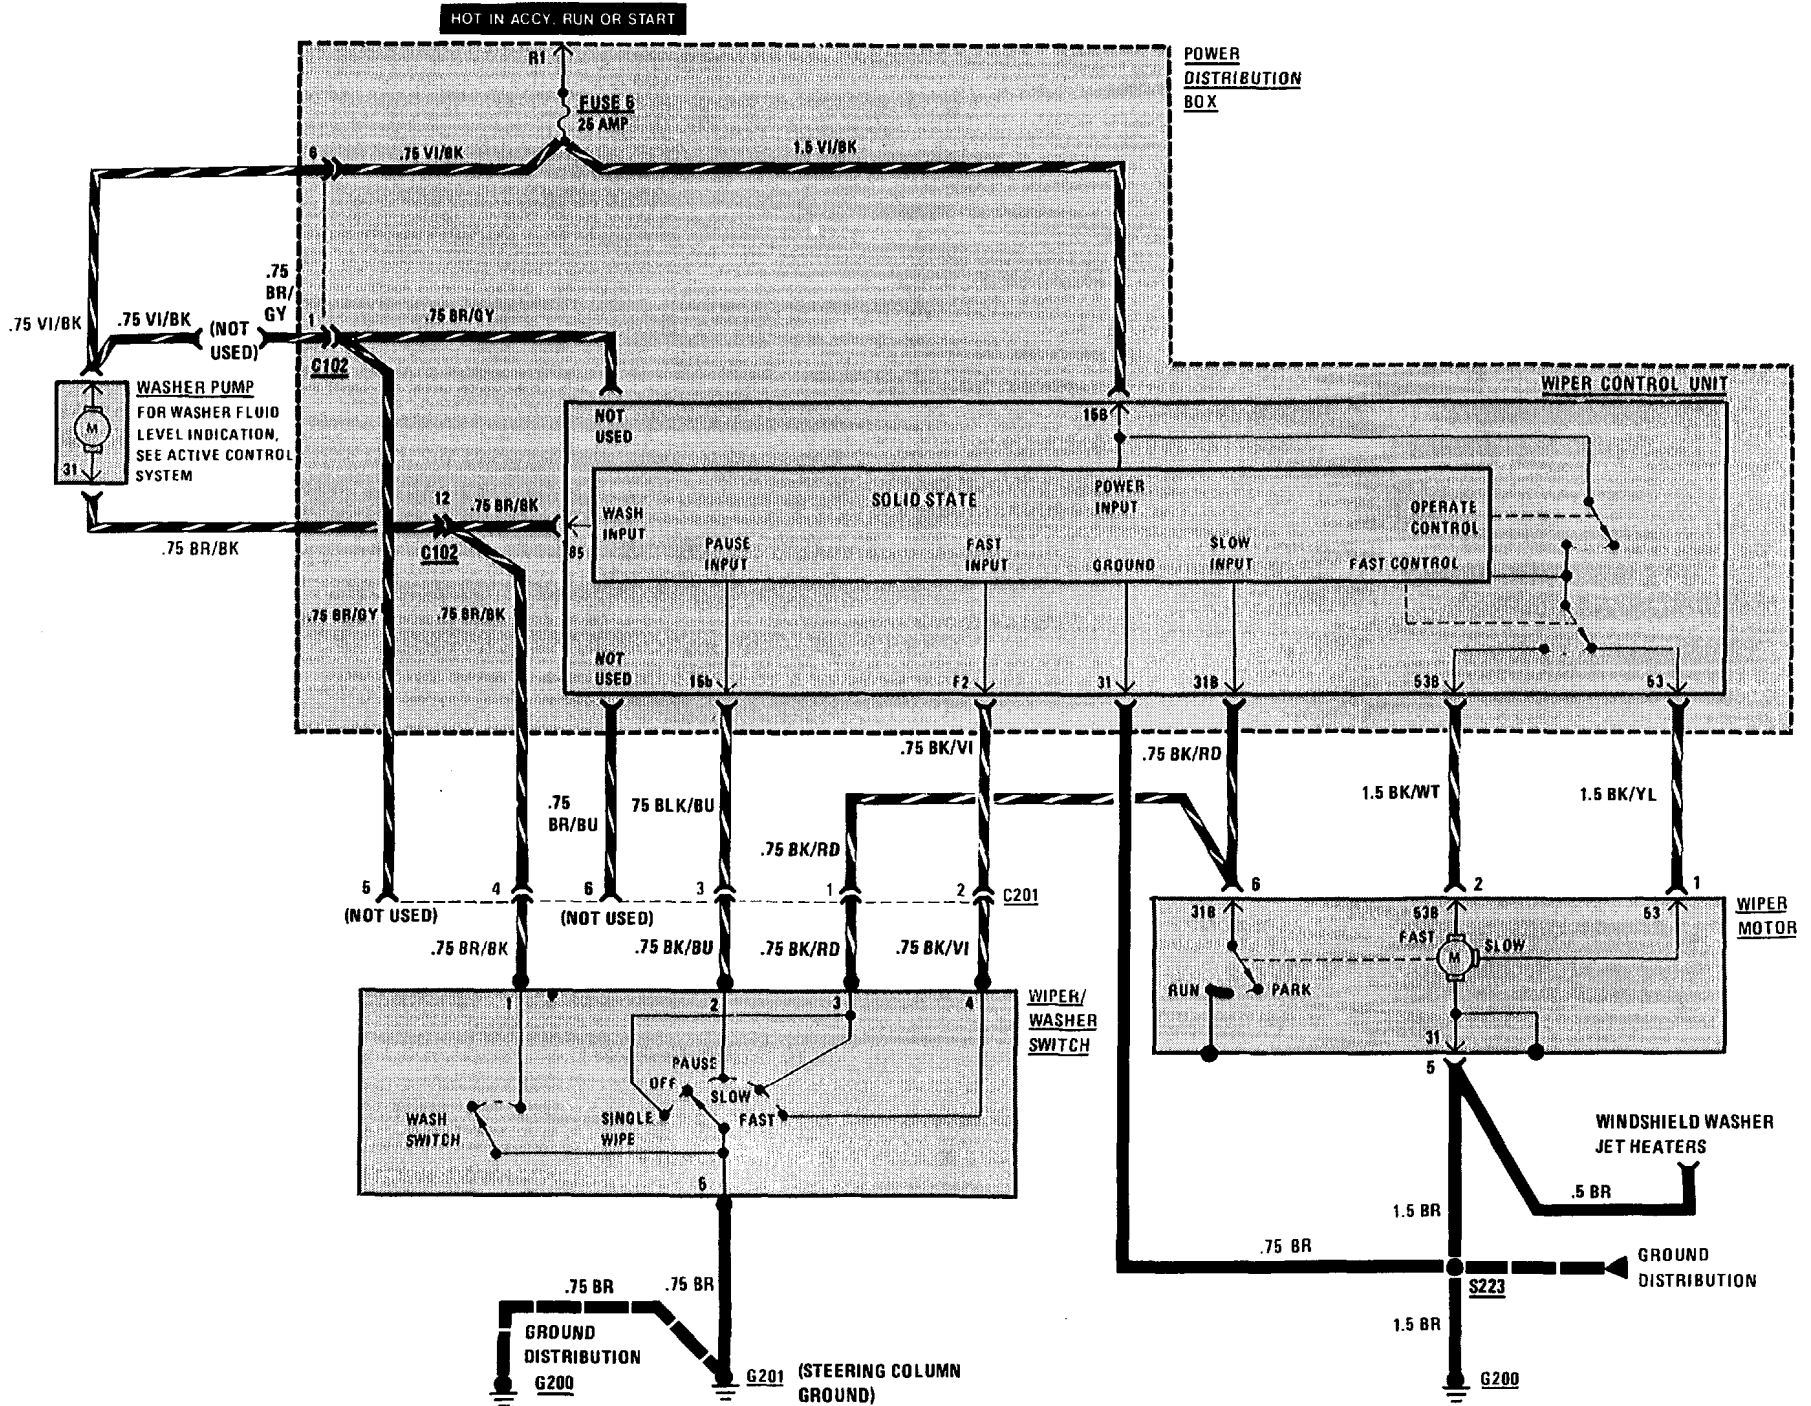 HOT IN ACCY, RUN OR START
R1
POWER
DISTRIBUTION
BOX
FUSE 6
25 AMP
6
.75 VI/BK
1.5 VI/BK
.75
BR/
GY
1
.75 BR/GY
.75 VI/BK
.75 VI/BK
(NOT
USED)
C102
WASHER PUMP
FOR WASHER FLUID
LEVEL INDICATION,
SEE ACTIVE CONTROL
SYSTEM
M
31
WIPER CONTROL UNIT
NOT
USED
15B
12
.75 BR/BK
.75 BR/BK
C102
85
WASH
INPUT
SOLID STATE
POWER
INPUT
OPERATE
CONTROL
PAUSE
INPUT
FAST
INPUT
GROUND
SLOW
INPUT
FAST CONTROL
.75 BR/GY
.75 BR/BK
NOT
USED
15b
F2
31
31B
53B
53
.75
BR/BU
75 BLK/BU
.75 BK/VI
.75 BK/RD
.75 BK/RD
1.5 BK/WT
1.5 BK/YL
5
(NOT USED)
4
6
(NOT USED)
3
1
2
C201
6
2
1
WIPER
MOTOR
31B
53B
53
FAST
M
SLOW
RUN
PARK
31
5
.75 BR/BK
.75 BK/BU
.75 BK/RD
.75 BK/VI
1
2
3
4
WIPER/
WASHER
SWITCH
PAUSE
OFF
SLOW
SINGLE
WIPE
FAST
WASH
SWITCH
6
WINDSHIELD WASHER
JET HEATERS
.5 BR
1.5 BR
.75 BR
GROUND
DISTRIBUTION
S223
1.5 BR
G200
.75 BR
.75 BR
GROUND
DISTRIBUTION
G200
G201
(STEERING COLUMN
GROUND)